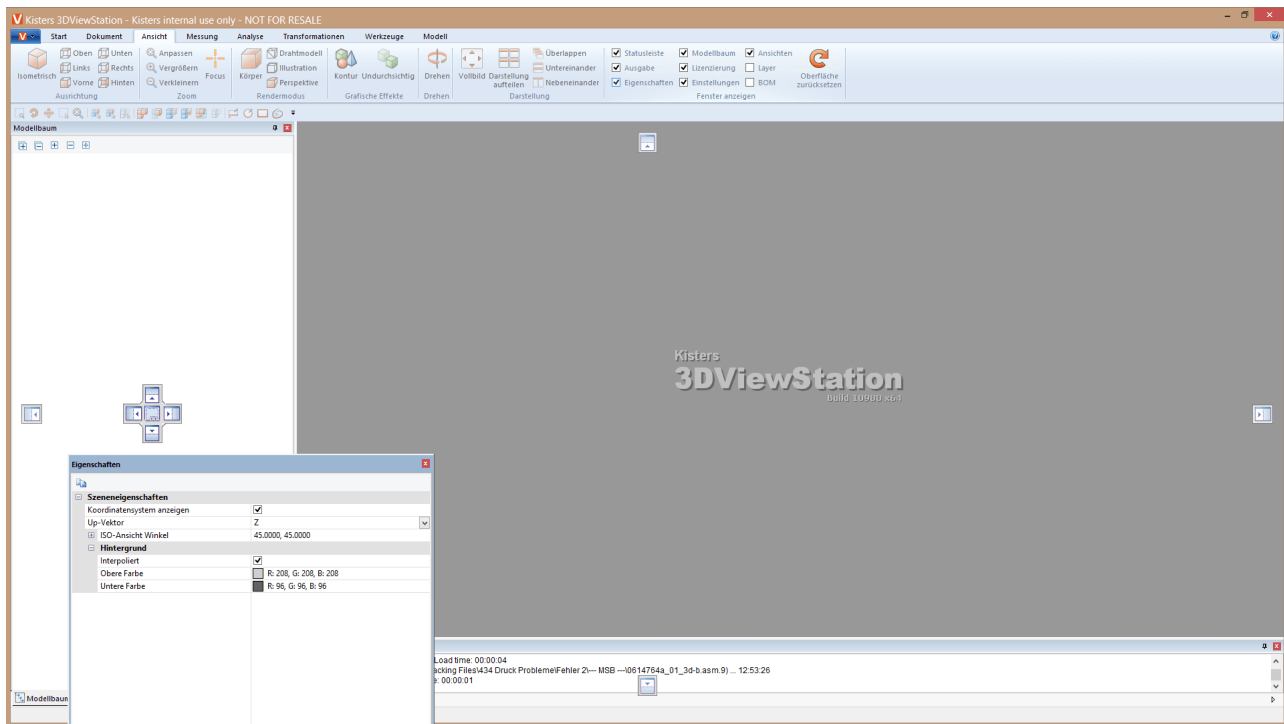 Kisters 3DViewStation - Kisters internal use only - NOT FOR RESALE
V Start Dokument Ansicht Messung Analyse Transformationen Werkzeuge Modell
Isometrisch
Oben Unten
Links Rechts
Vorne Hinten
Ausrichtung
Anpassen
Vergrößern
Verkleinern
Focus
Zoom
Körper
Drahtmodell
Illustration
Perspektive
Rendermodus
Kontur Undurchsichtig
Grafische Effekte
Drehen
Drehen
Vollbild
Darstellung
aufteilen
Überlappen
Untereinander
Nebeneinander
Darstellung
Statusleiste Modellbaum Ansichten
Ausgabe Lizenzierung Layer
Eigenschaften Einstellungen BOM
Fenster anzeigen
Oberfläche
zurücksetzen
Modellbaum
Kisters
3DViewStation
Build 10980 x64
Eigenschaften
Szeneneigenschaften
Koordinatensystem anzeigen
Up-Vektor Z
ISO-Ansicht Winkel 45.0000, 45.0000
Hintergrund
Interpoliert
Obere Farbe R: 208, G: 208, B: 208
Untere Farbe R: 96, G: 96, B: 96
Load time: 00:00:04
acking Files\434 Druck Probleme\Fehler 2\--- MSB ---\0614764a_01_3d-b.asm.9) ... 12:53:26
: 00:00:01
Modellbaum